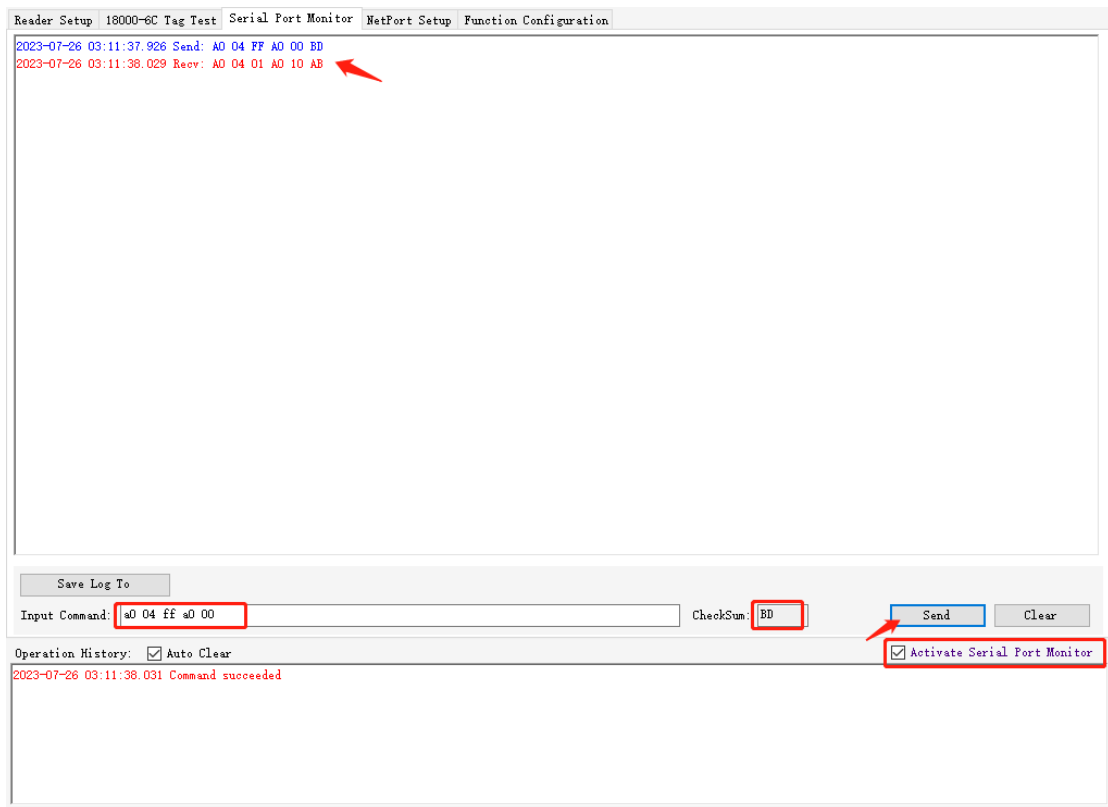 Reader Setup 18000-6C Tag Test Serial Port Monitor NetPort Setup Function Configuration
2023-07-26 03:11:37.926 Send: A0 04 FF A0 00 BD
2023-07-26 03:11:38.029 Recv: A0 04 01 A0 10 AB
Save Log To
Input Command: a0 04 ff a0 00 CheckSum: BD Send Clear
Operation History: Auto Clear Activate Serial Port Monitor
2023-07-26 03:11:38.031 Command succeeded